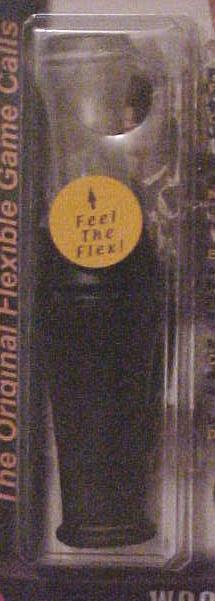 The Original Flexible Game Calls
Feel
The
Flex!